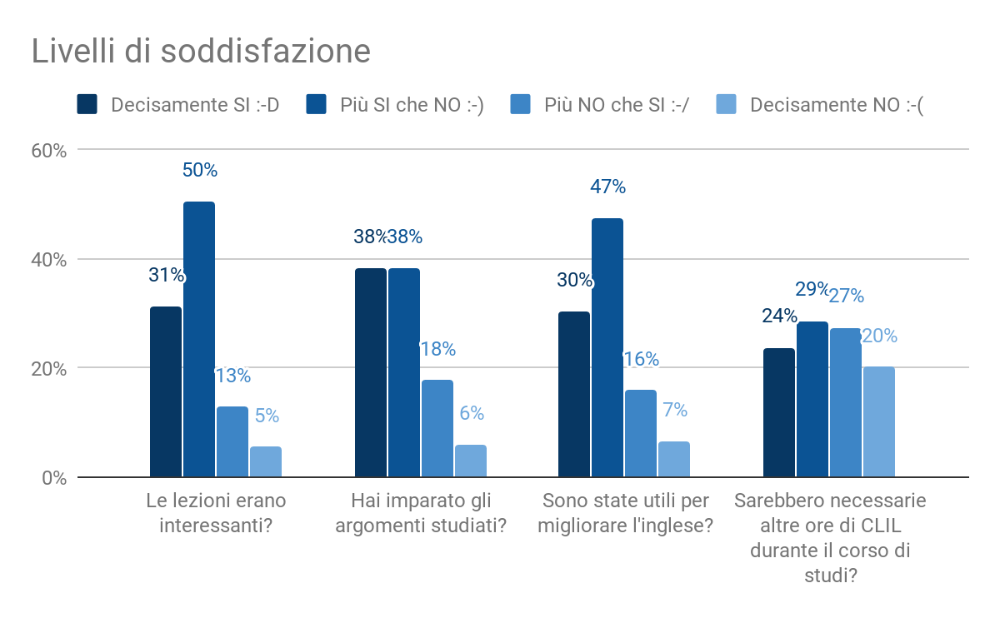 Livelli di soddisfazione
Decisamente SI :-D Più SI che NO :-) Più NO che SI :-/ Decisamente NO :-(
60%
40%
20%
0%
31% 50% 13% 5%
38% 38% 18% 6%
30% 47% 16% 7%
24% 29% 27% 20%
Le lezioni erano
interessanti?
Hai imparato gli
argomenti studiati?
Sono state utili per
migliorare l'inglese?
Sarebbero necessarie
altre ore di CLIL
durante il corso di
studi?